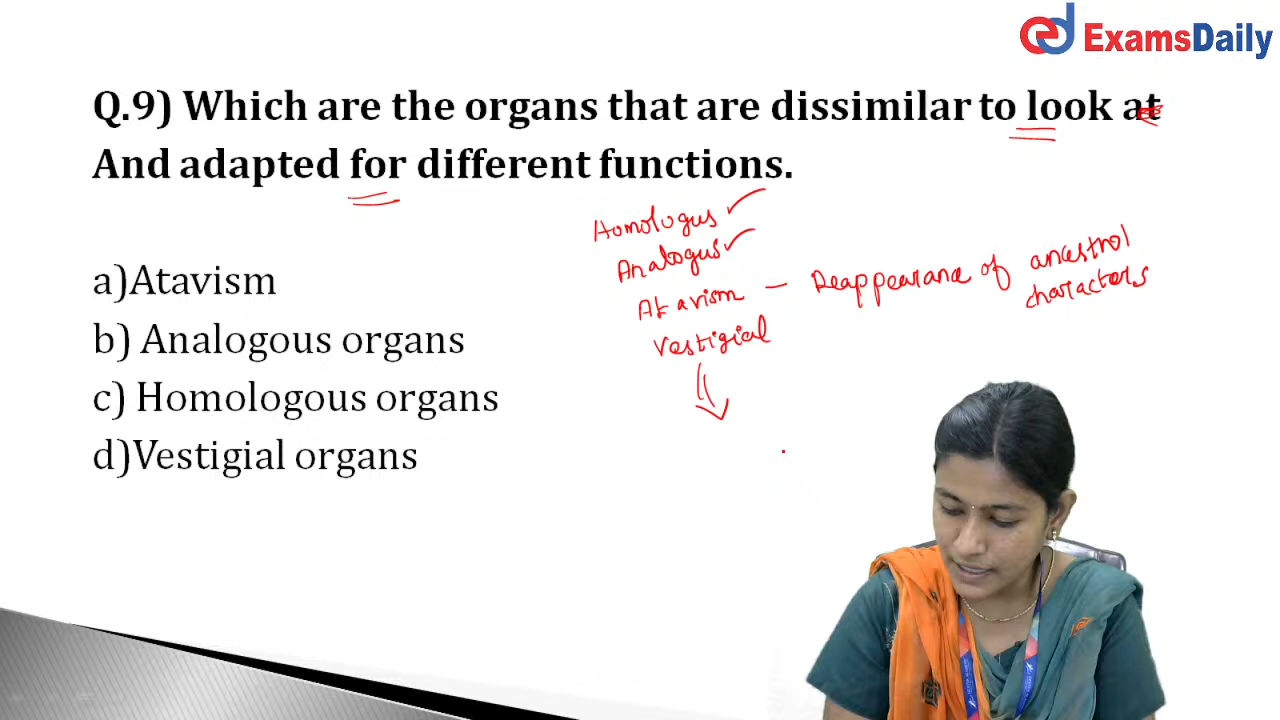 ExamsDaily
Q.9) Which are the organs that are dissimilar to look at
And adapted for different functions.
Homologus
Analogus
Atavism – Reappearance of ancestrol
characters
Vestigial
a)Atavism
b) Analogous organs
c) Homologous organs
d)Vestigial organs